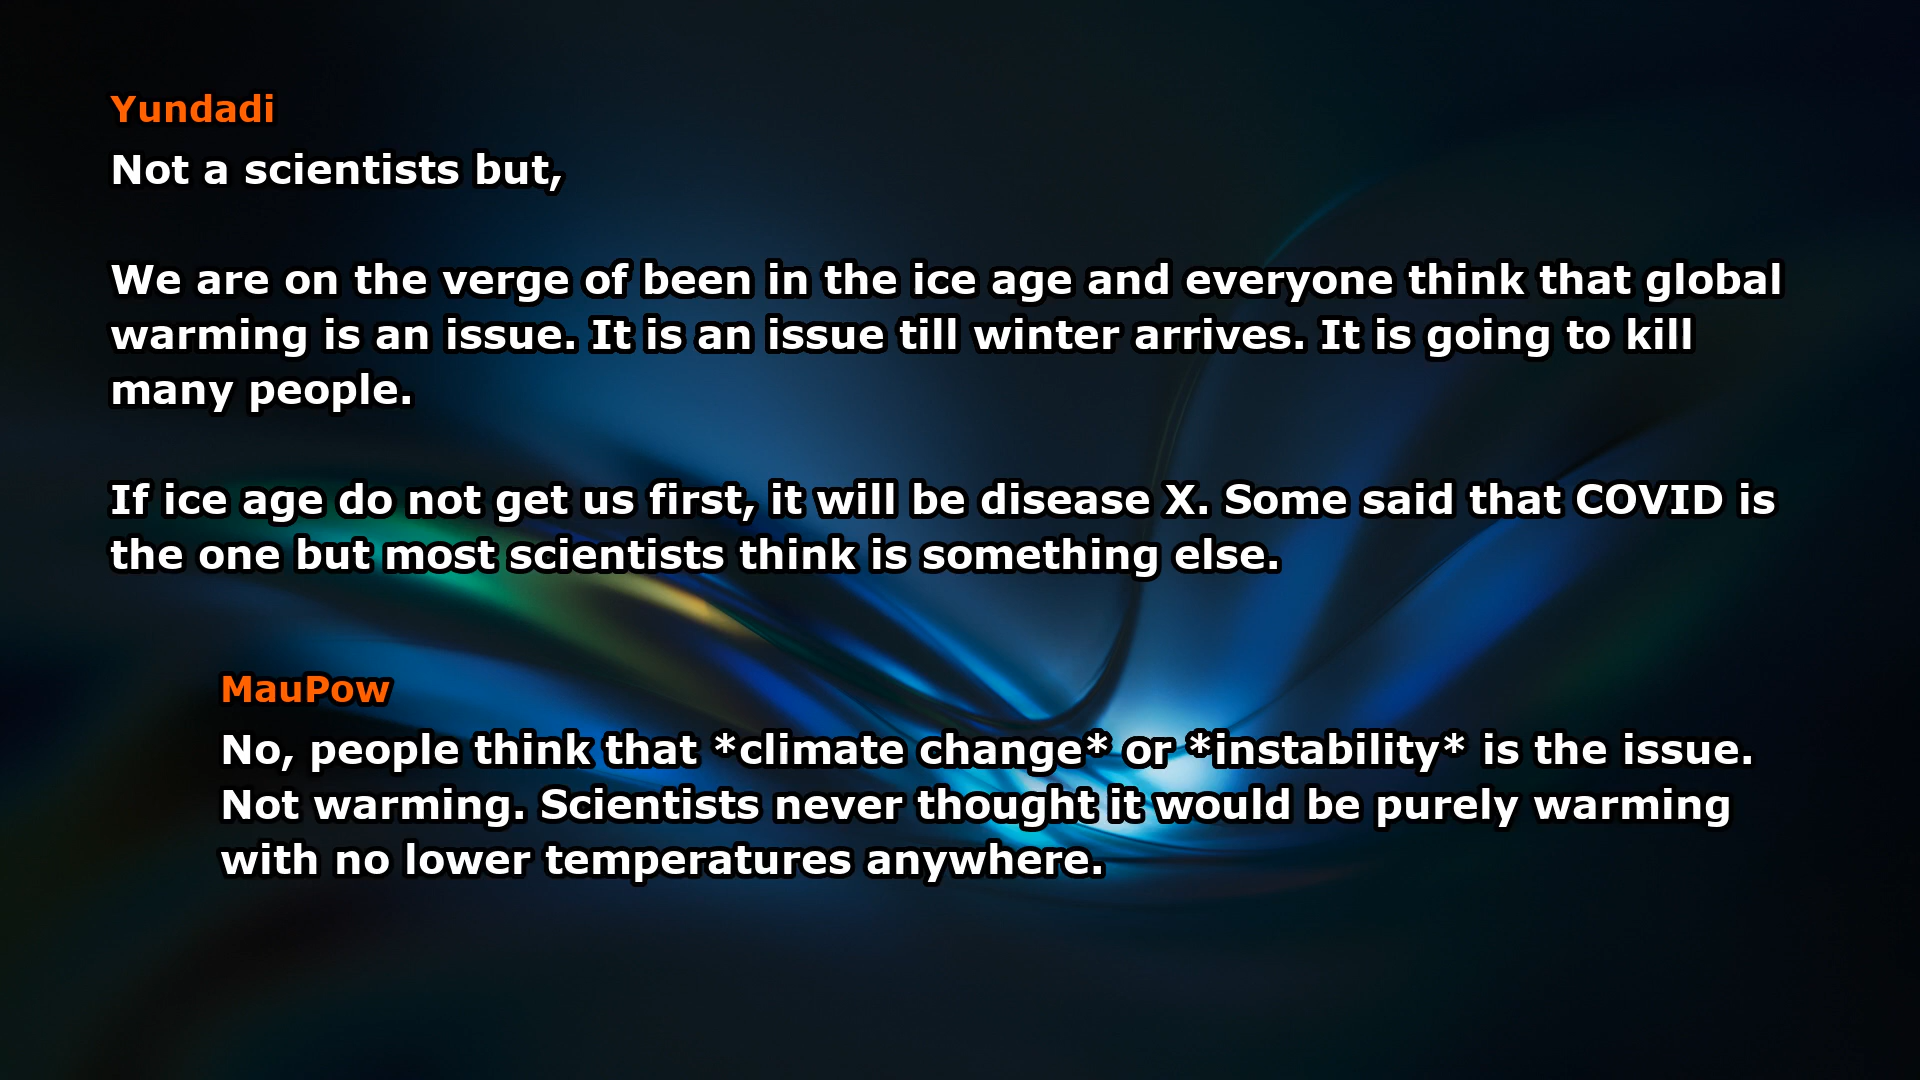 Yundadi
Not a scientists but,
We are on the verge of been in the ice age and everyone think that global
warming is an issue. It is an issue till winter arrives. It is going to kill
many people.
If ice age do not get us first, it will be disease X. Some said that COVID is
the one but most scientists think is something else.
MauPow
No, people think that *climate change* or *instability* is the issue.
Not warming. Scientists never thought it would be purely warming
with no lower temperatures anywhere.